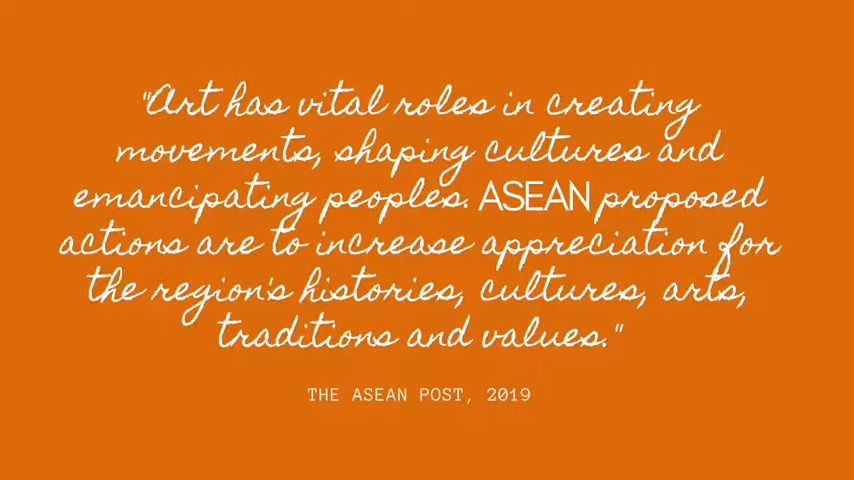 "Art has vital roles in creating
movements, shaping cultures and
emancipating peoples. ASEAN proposed
actions are to increase appreciation for
the region's histories, cultures, arts,
traditions and values."
THE ASEAN POST, 2019